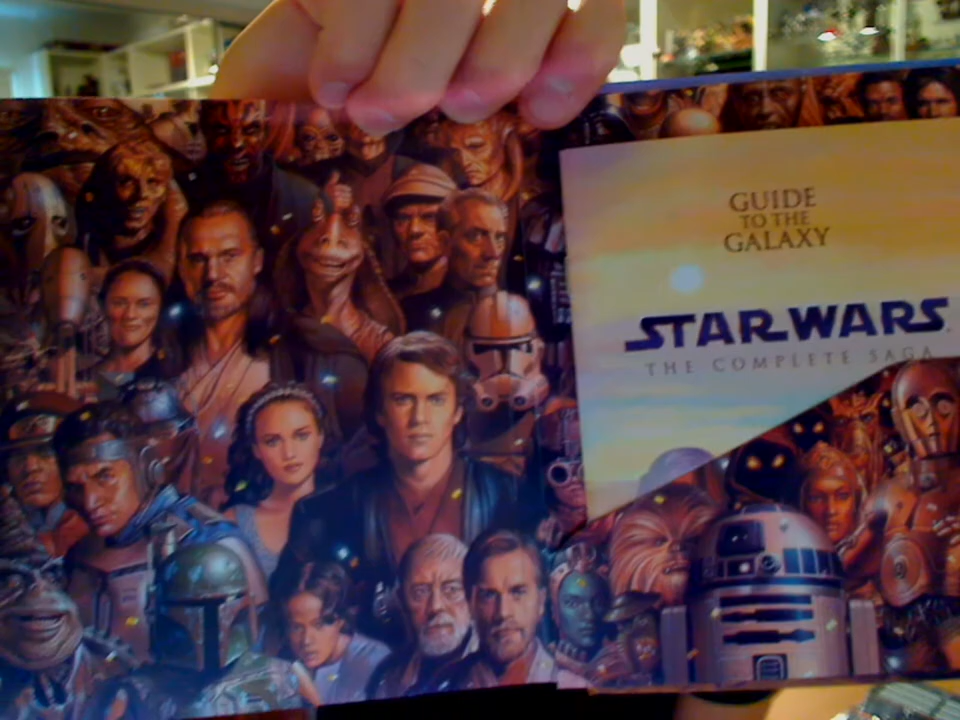 GUIDE
TO THE
GALAXY
STAR WARS
THE COMPLETE SAGA